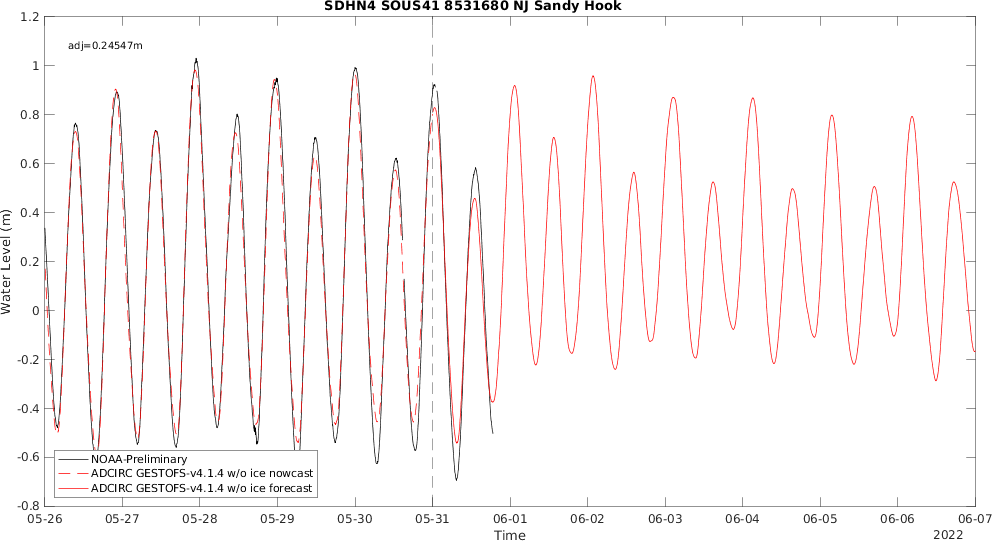 SDHN4 SOUS41 8531680 NJ Sandy Hook
adj=0.24547m
1.2
1
0.8
0.6
0.4
0.2
0
-0.2
-0.4
-0.6
-0.8
Water Level (m)
NOAA-Preliminary
ADCIRC GESTOFS-v4.1.4 w/o ice nowcast
ADCIRC GESTOFS-v4.1.4 w/o ice forecast
05-26 05-27 05-28 05-29 05-30 05-31 06-01 06-02 06-03 06-04 06-05 06-06 06-07
Time
2022